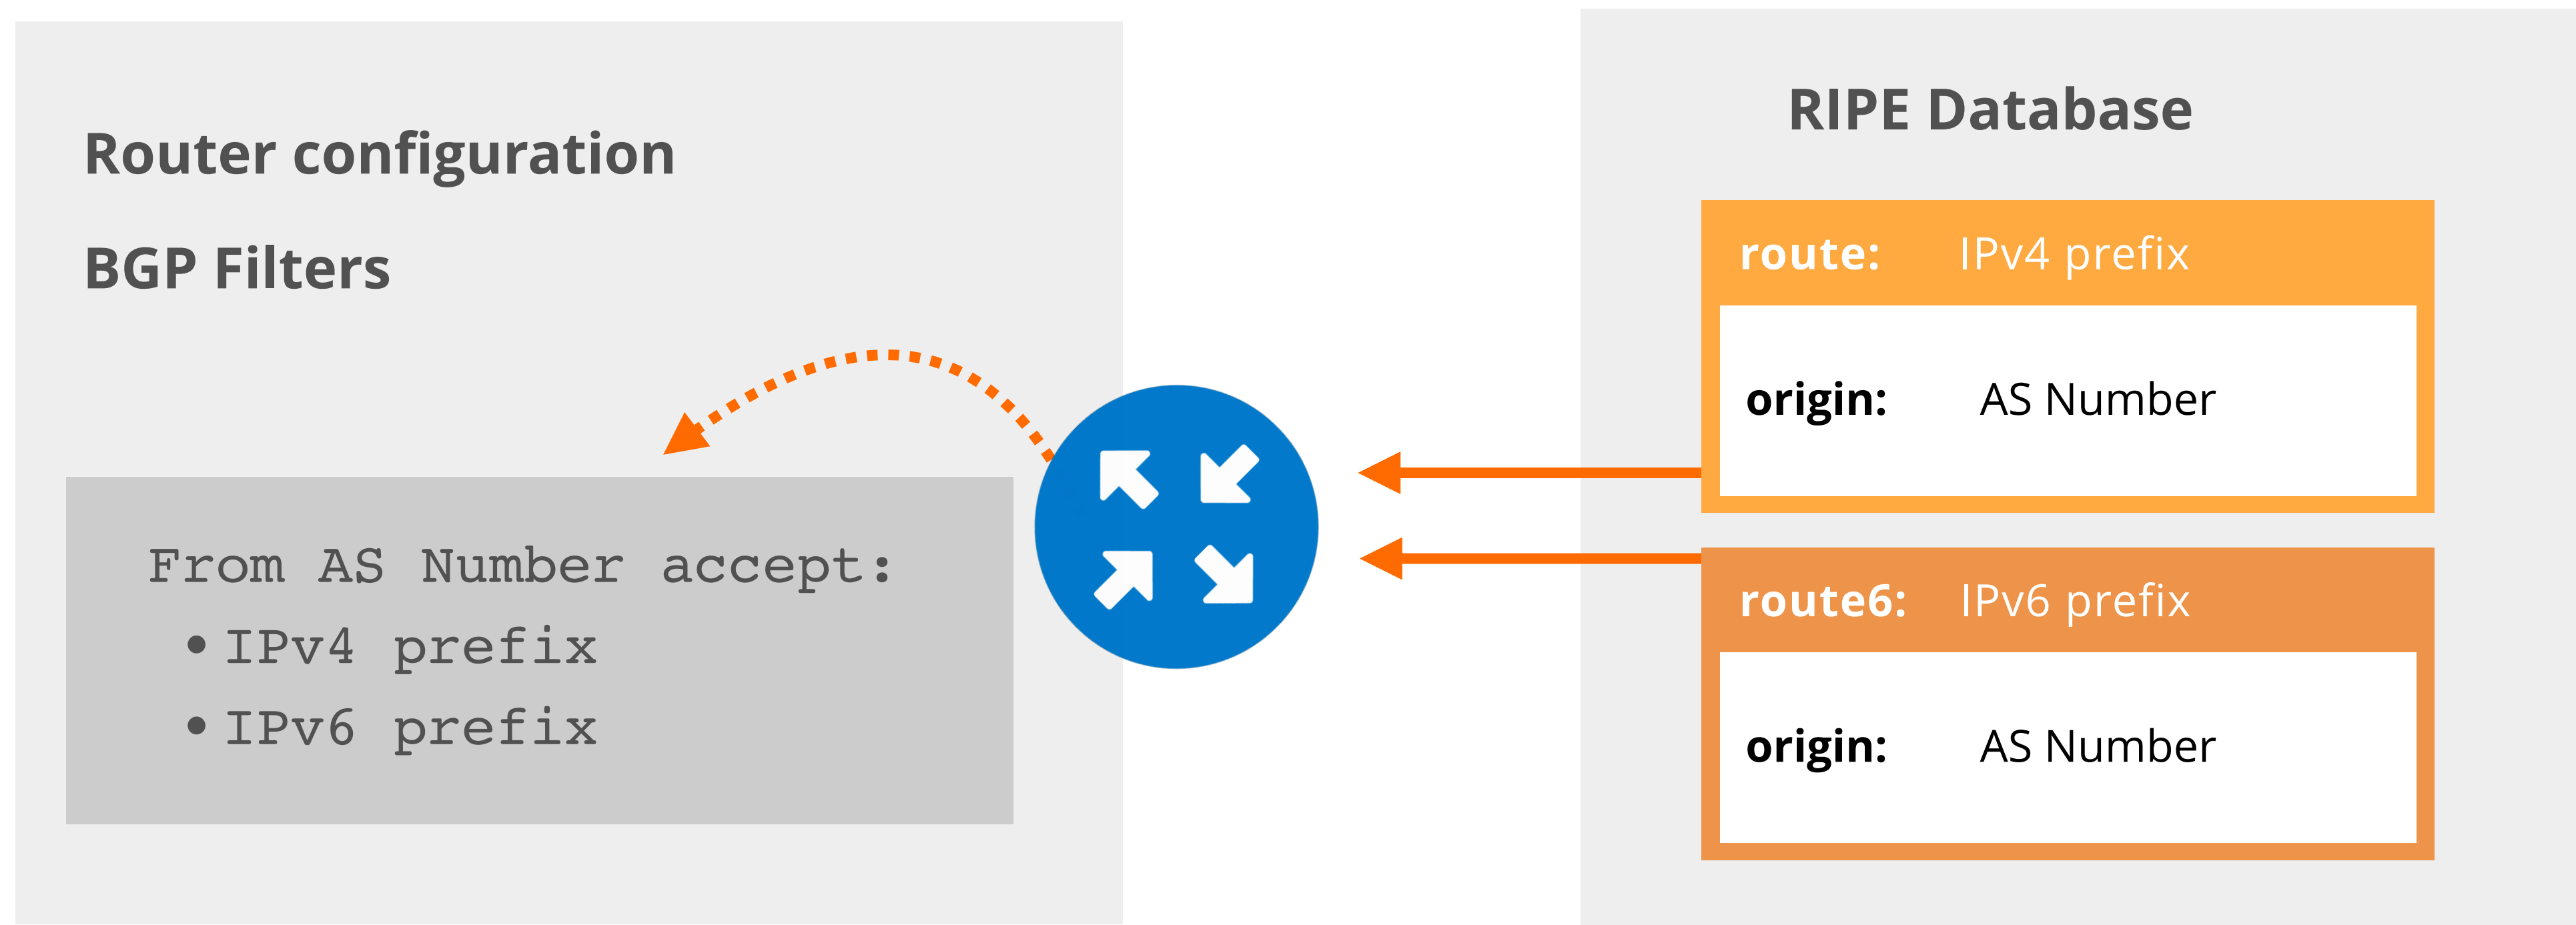 Router configuration
BGP Filters
From AS Number accept:
• IPv4 prefix
• IPv6 prefix
RIPE Database
route: IPv4 prefix
origin: AS Number
route6: IPv6 prefix
origin: AS Number